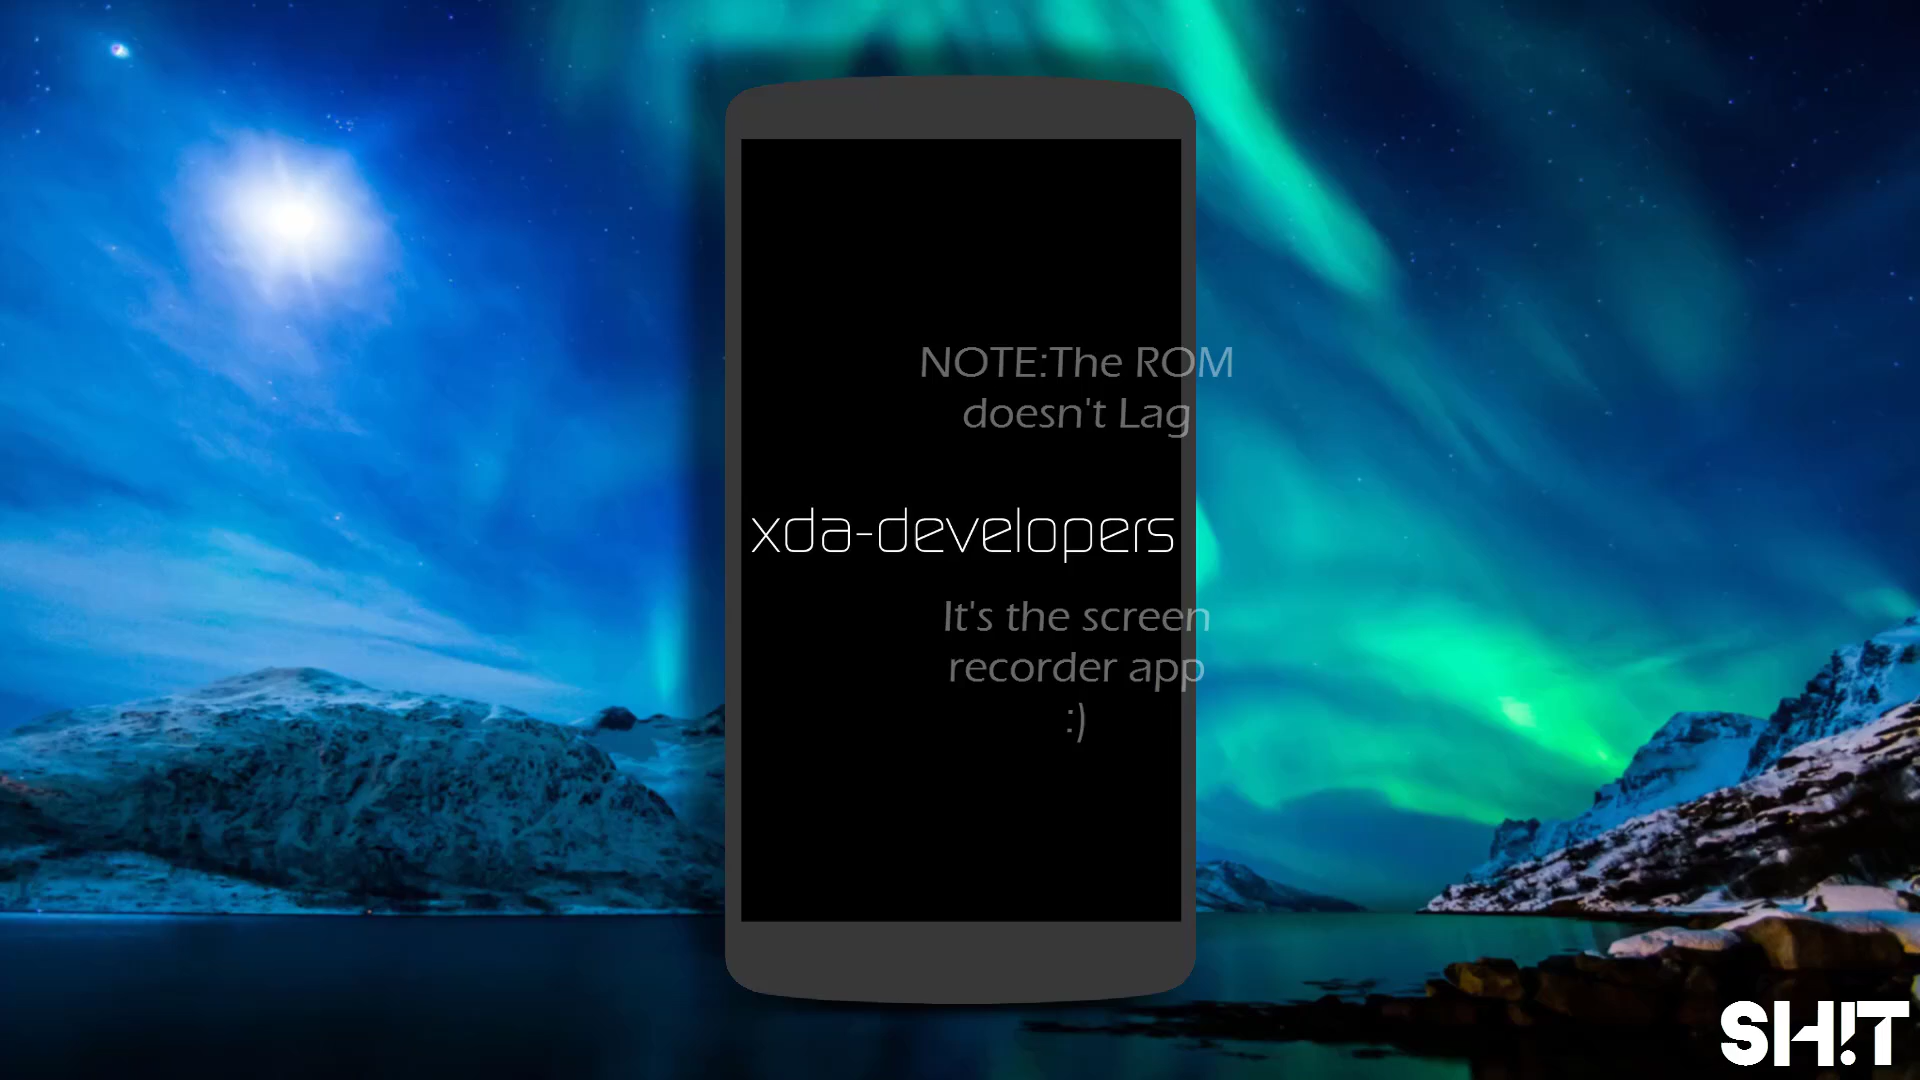 NOTE:The ROM
doesn't Lag
xda-developers
It's the screen
recorder app
:)
SH!T